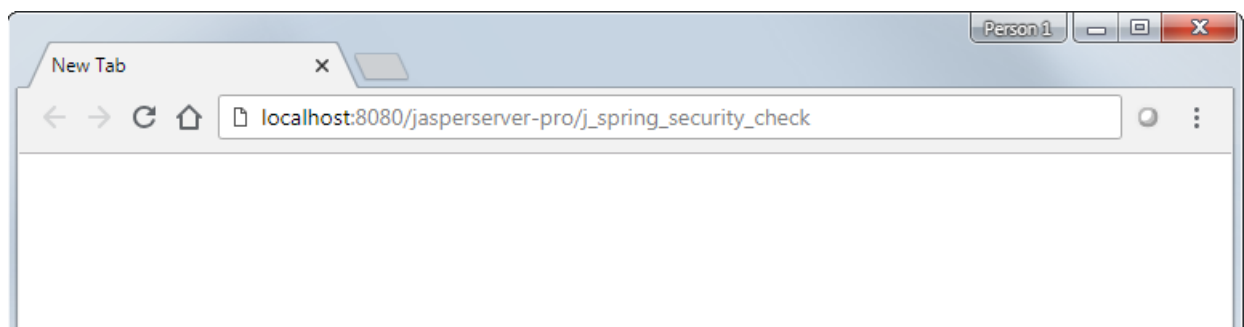 Person 1
New Tab
localhost:8080/jasperserver-pro/j_spring_security_check